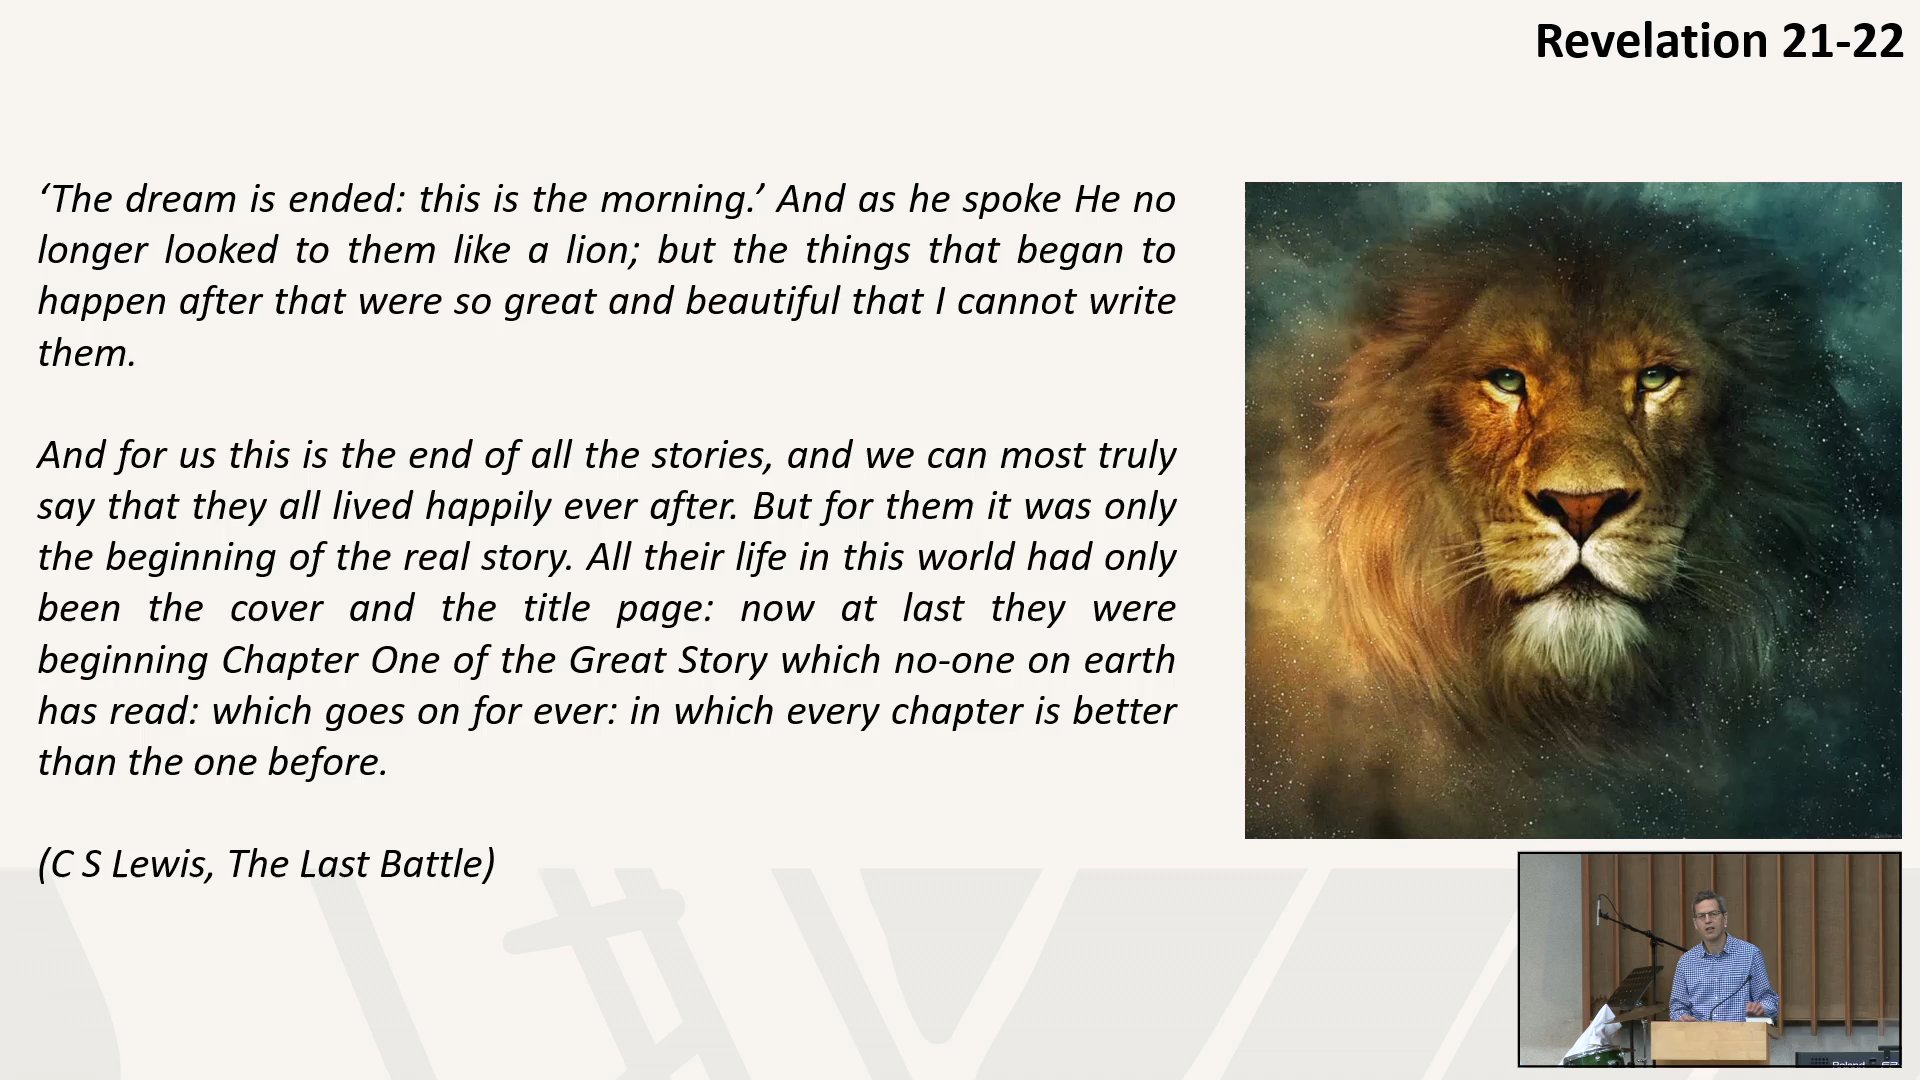 Revelation 21-22
‘The dream is ended: this is the morning.’ And as he spoke He no
longer looked to them like a lion; but the things that began to
happen after that were so great and beautiful that I cannot write
them.
And for us this is the end of all the stories, and we can most truly
say that they all lived happily ever after. But for them it was only
the beginning of the real story. All their life in this world had only
been the cover and the title page: now at last they were
beginning Chapter One of the Great Story which no-one on earth
has read: which goes on for ever: in which every chapter is better
than the one before.
(C S Lewis, The Last Battle)
Roland